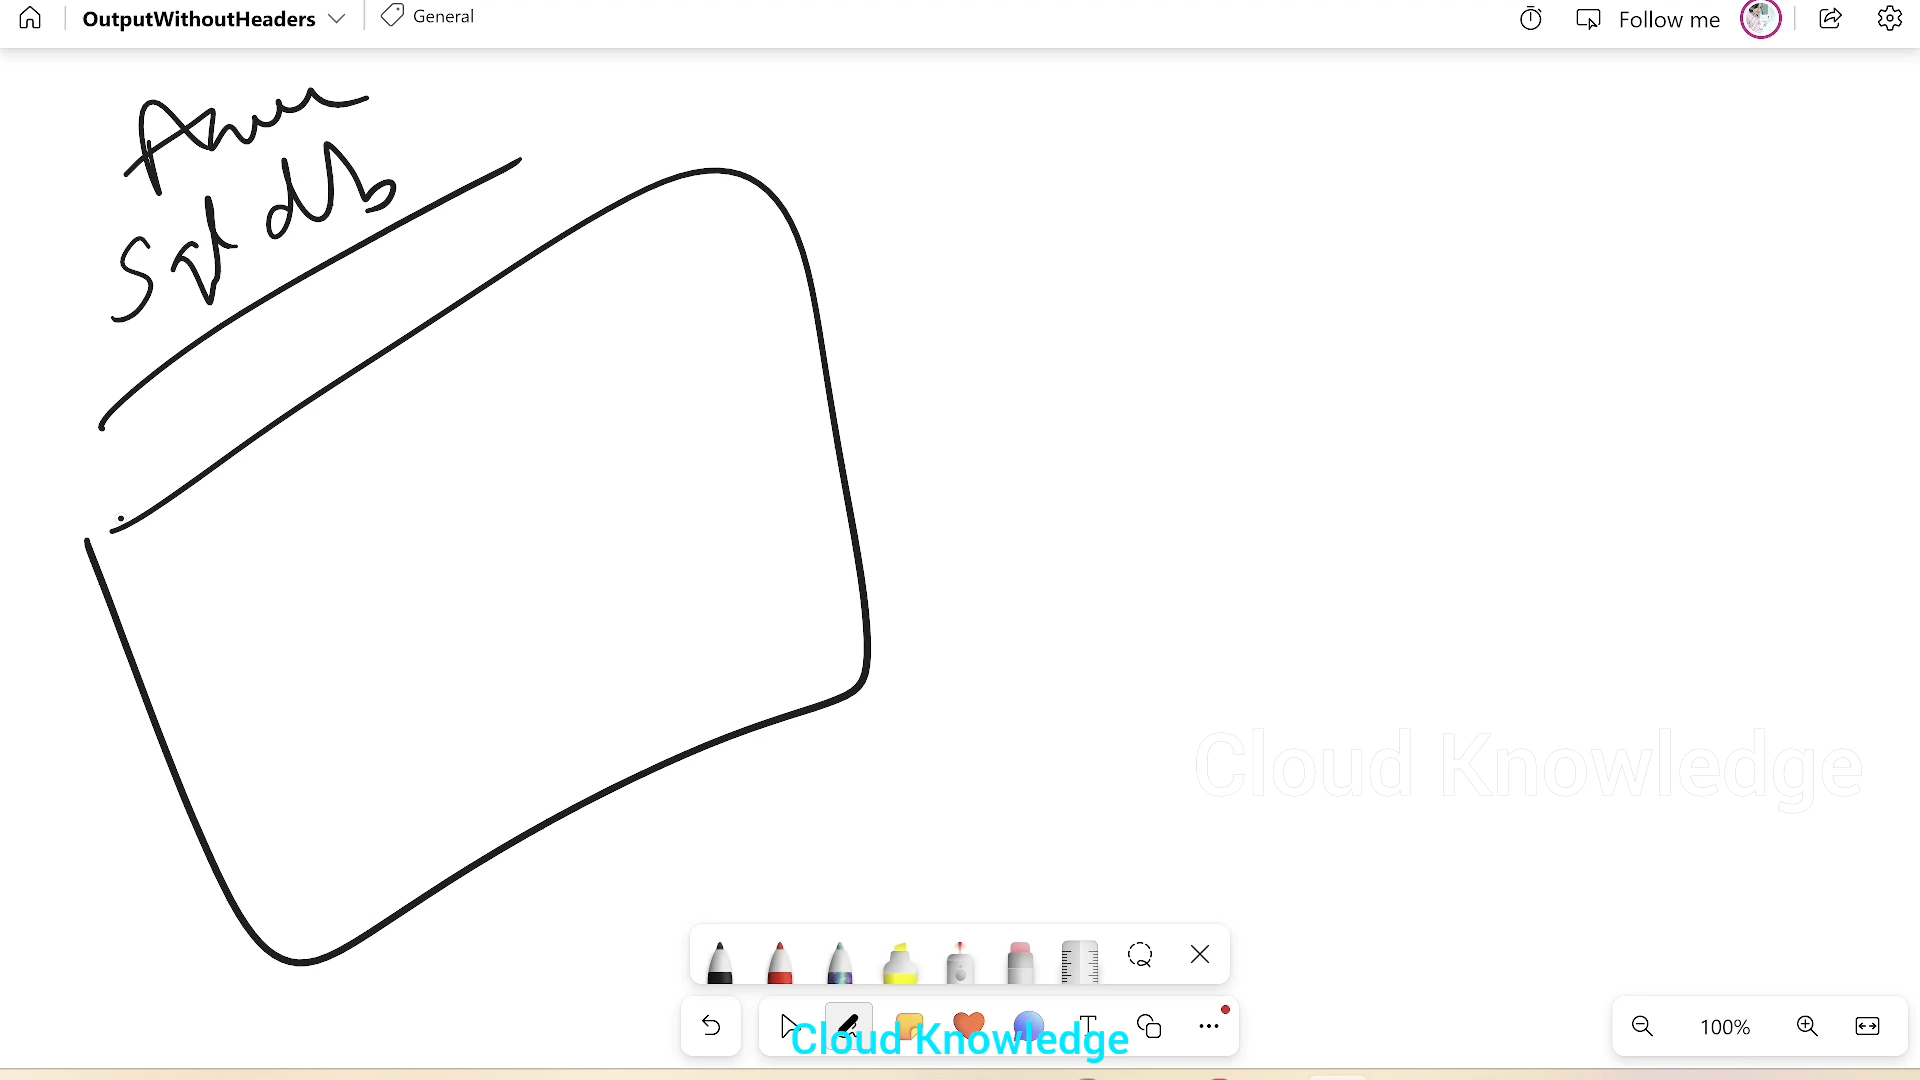 OutputWithoutHeaders
General
Follow me
Azure
Sql db
Cloud Knowledge
Cloud Knowledge
100%